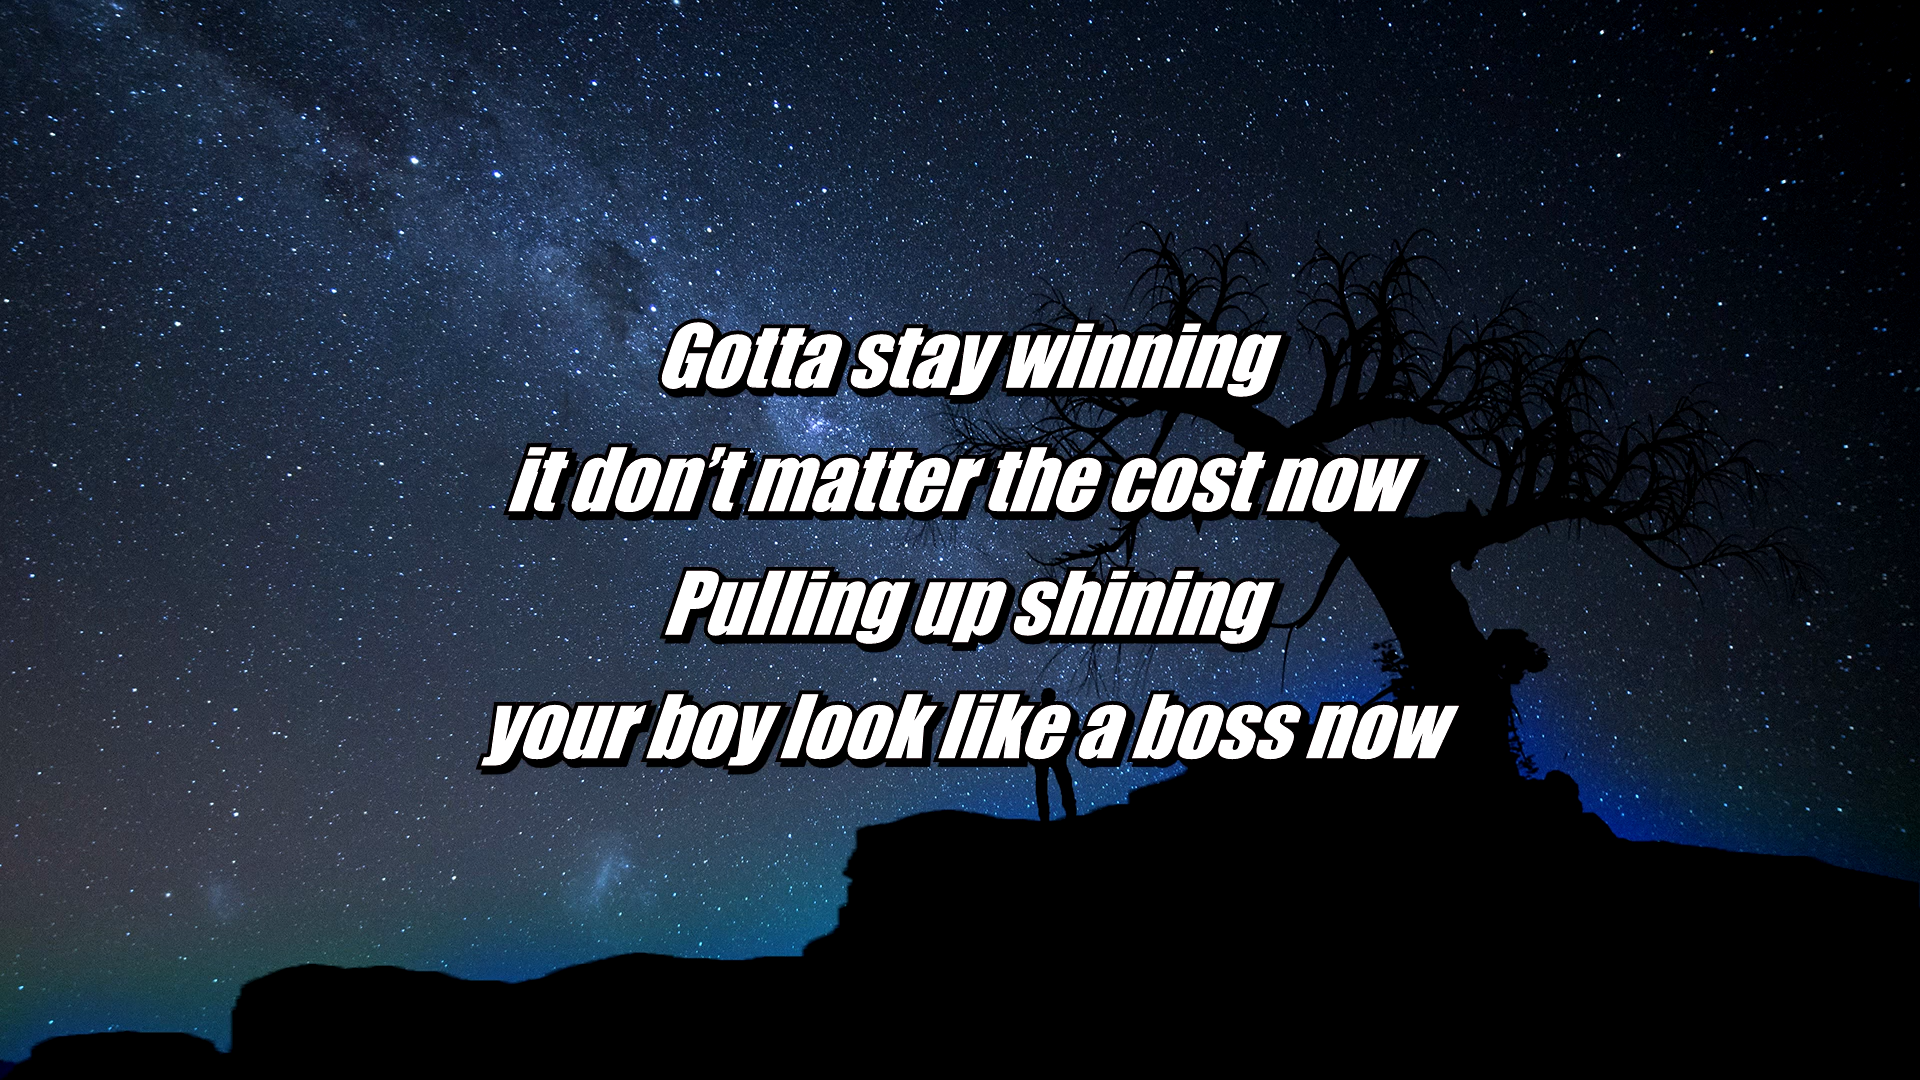 Gotta stay winning
it don’t matter the cost now
Pulling up shining
your boy look like a boss now